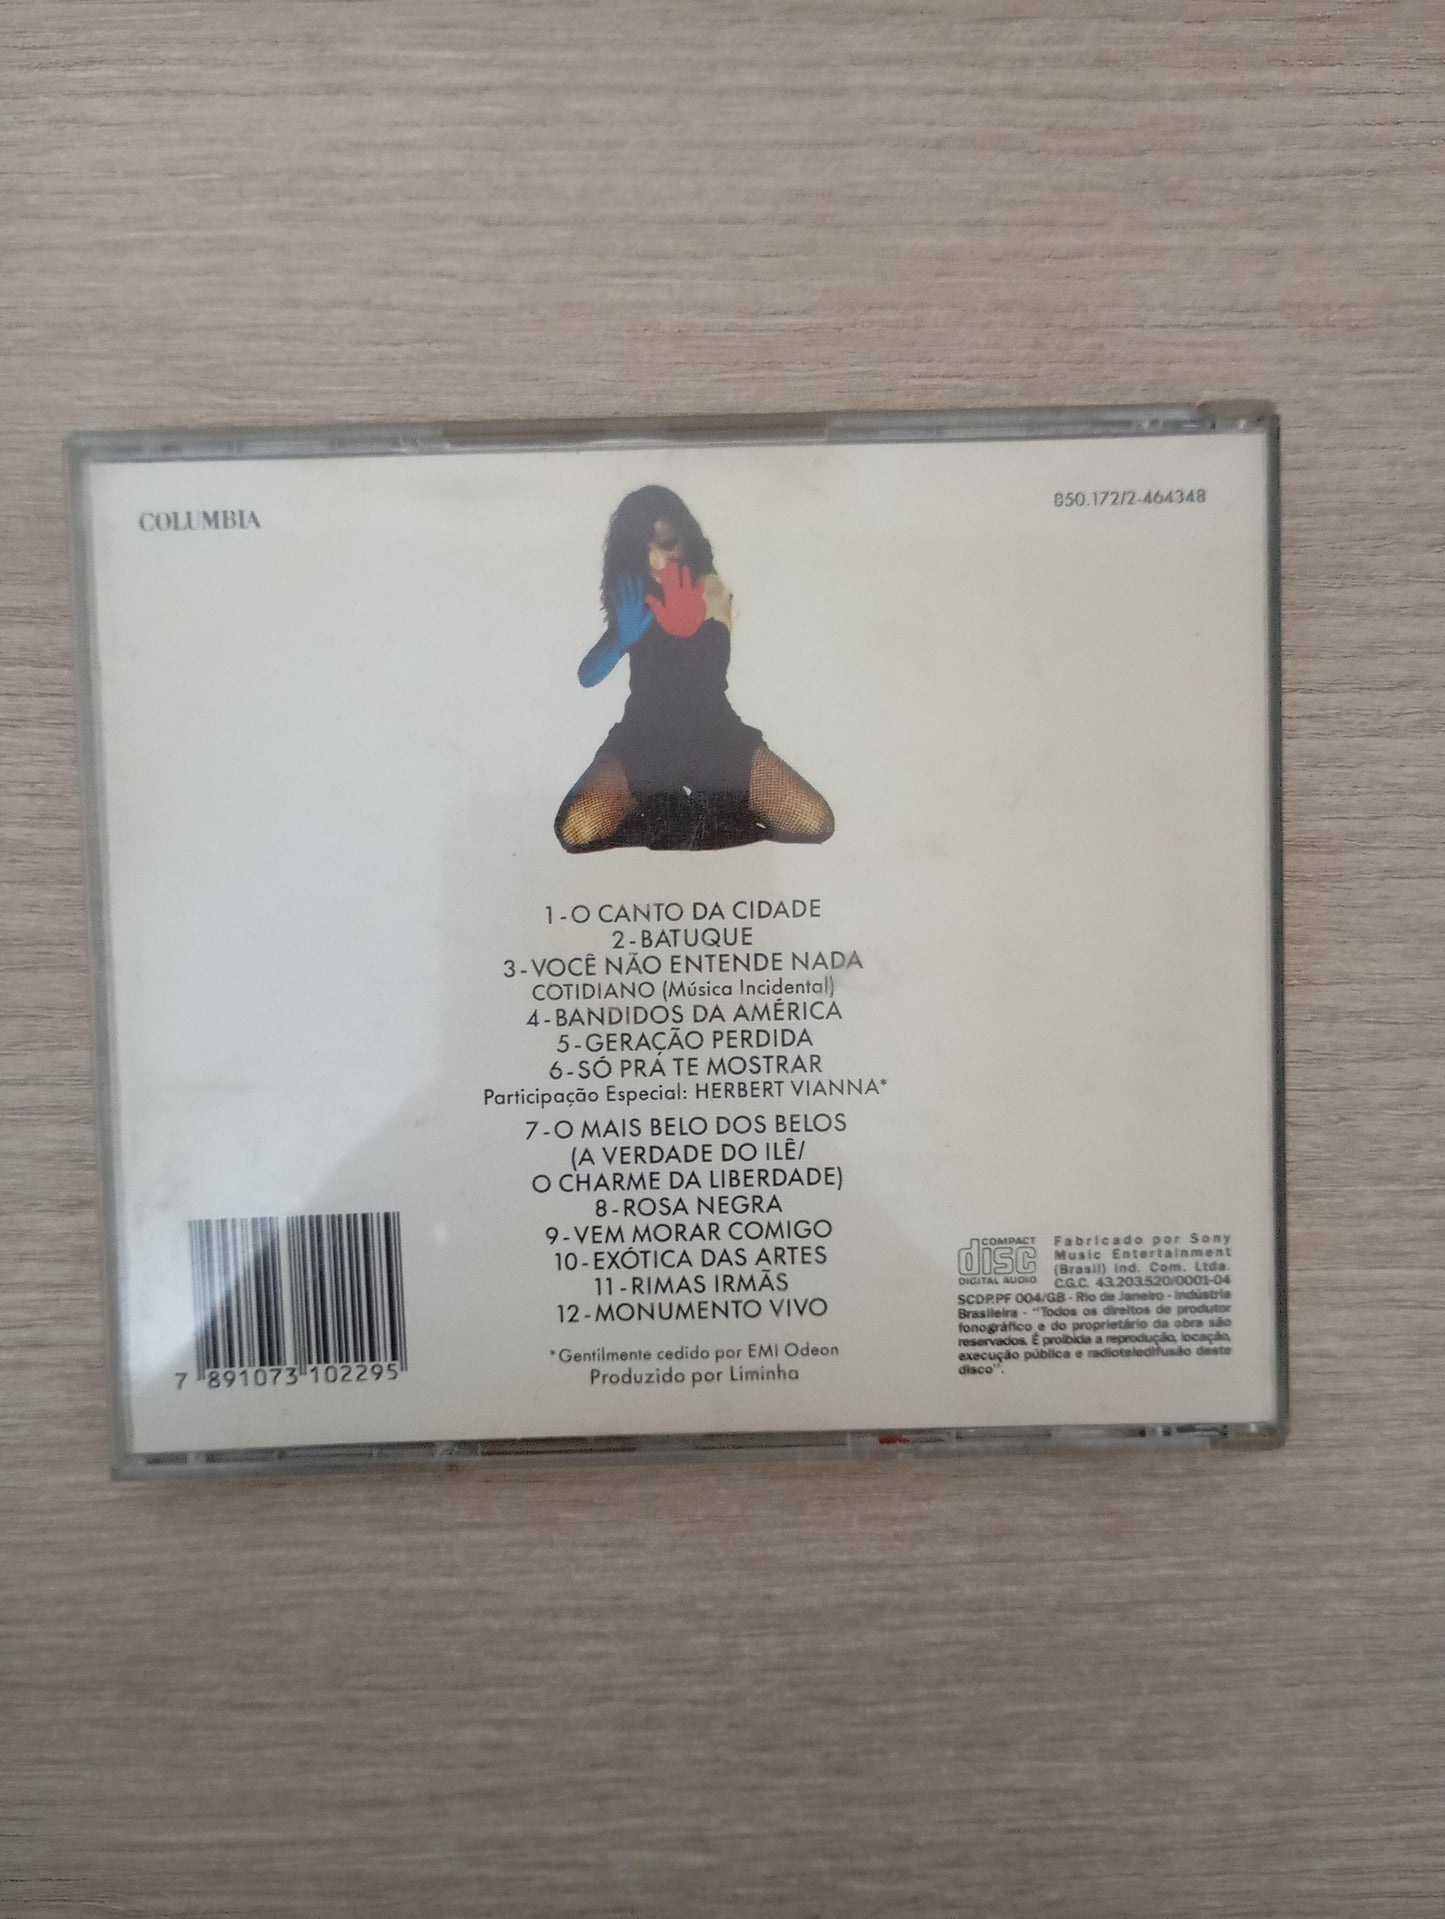 COLUMBIA
850.172/2-464348
1-O CANTO DA CIDADE
2-BATUQUE
3-VOCÊ NÃO ENTENDE NADA
COTIDIANO (Música Incidental)
4-BANDIDOS DA AMÉRICA
5-GERAÇÃO PERDIDA
6-SÓ PRÁ TE MOSTRAR
Participação Especial: HERBERT VIANNA*
7-O MAIS BELO DOS BELOS
(A VERDADE DO ILÊ/
O CHARME DA LIBERDADE)
8-ROSA NEGRA
9-VEM MORAR COMIGO
10-EXÓTICA DAS ARTES
11-RIMAS IRMÃS
12-MONUMENTO VIVO
*Gentilmente cedido por EMI Odeon
Produzido por Liminha
7 891073 102295
COMPACT
disc
DIGITAL AUDIO
Fabricado por Sony
Music Entertainment
(Brasil) Ind. Com. Ltda.
C.G.C. 43.203.520/0001-04
SCDP.PF 004/GB - Rio de Janeiro - Indústria
Brasileira - "Todos os direitos de produtor
fonográfico e do proprietário da obra são
reservados. É proibida a reprodução, locação,
execução pública e radioteledifusão deste
disco".